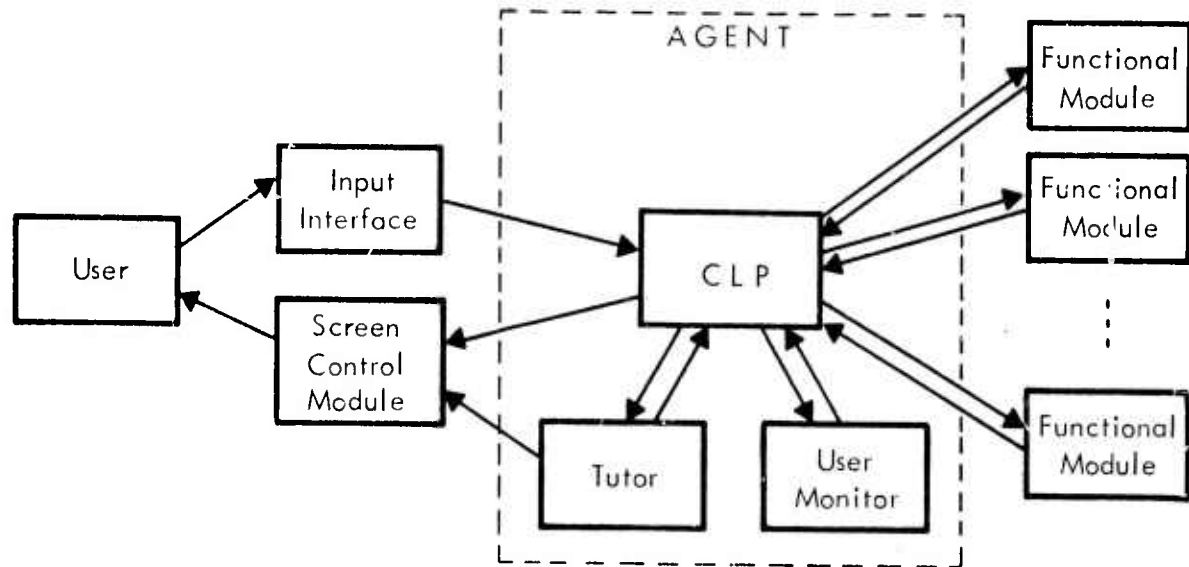 AGENT
Functional
Module
Input
Interface
Functional
Module
User
CLP
Screen
Control
Module
Tutor
User
Monitor
Functional
Module